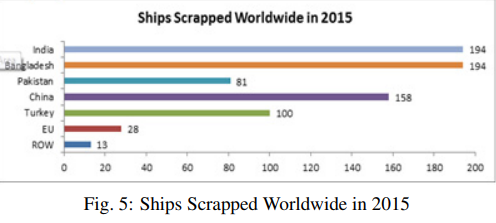 Ships Scrapped Worldwide in 2015
India 194
Bangladesh 194
Pakistan 81
China 158
Turkey 100
EU 28
ROW 13
0 20 40 60 80 100 120 140 160 180 200
Fig. 5: Ships Scrapped Worldwide in 2015